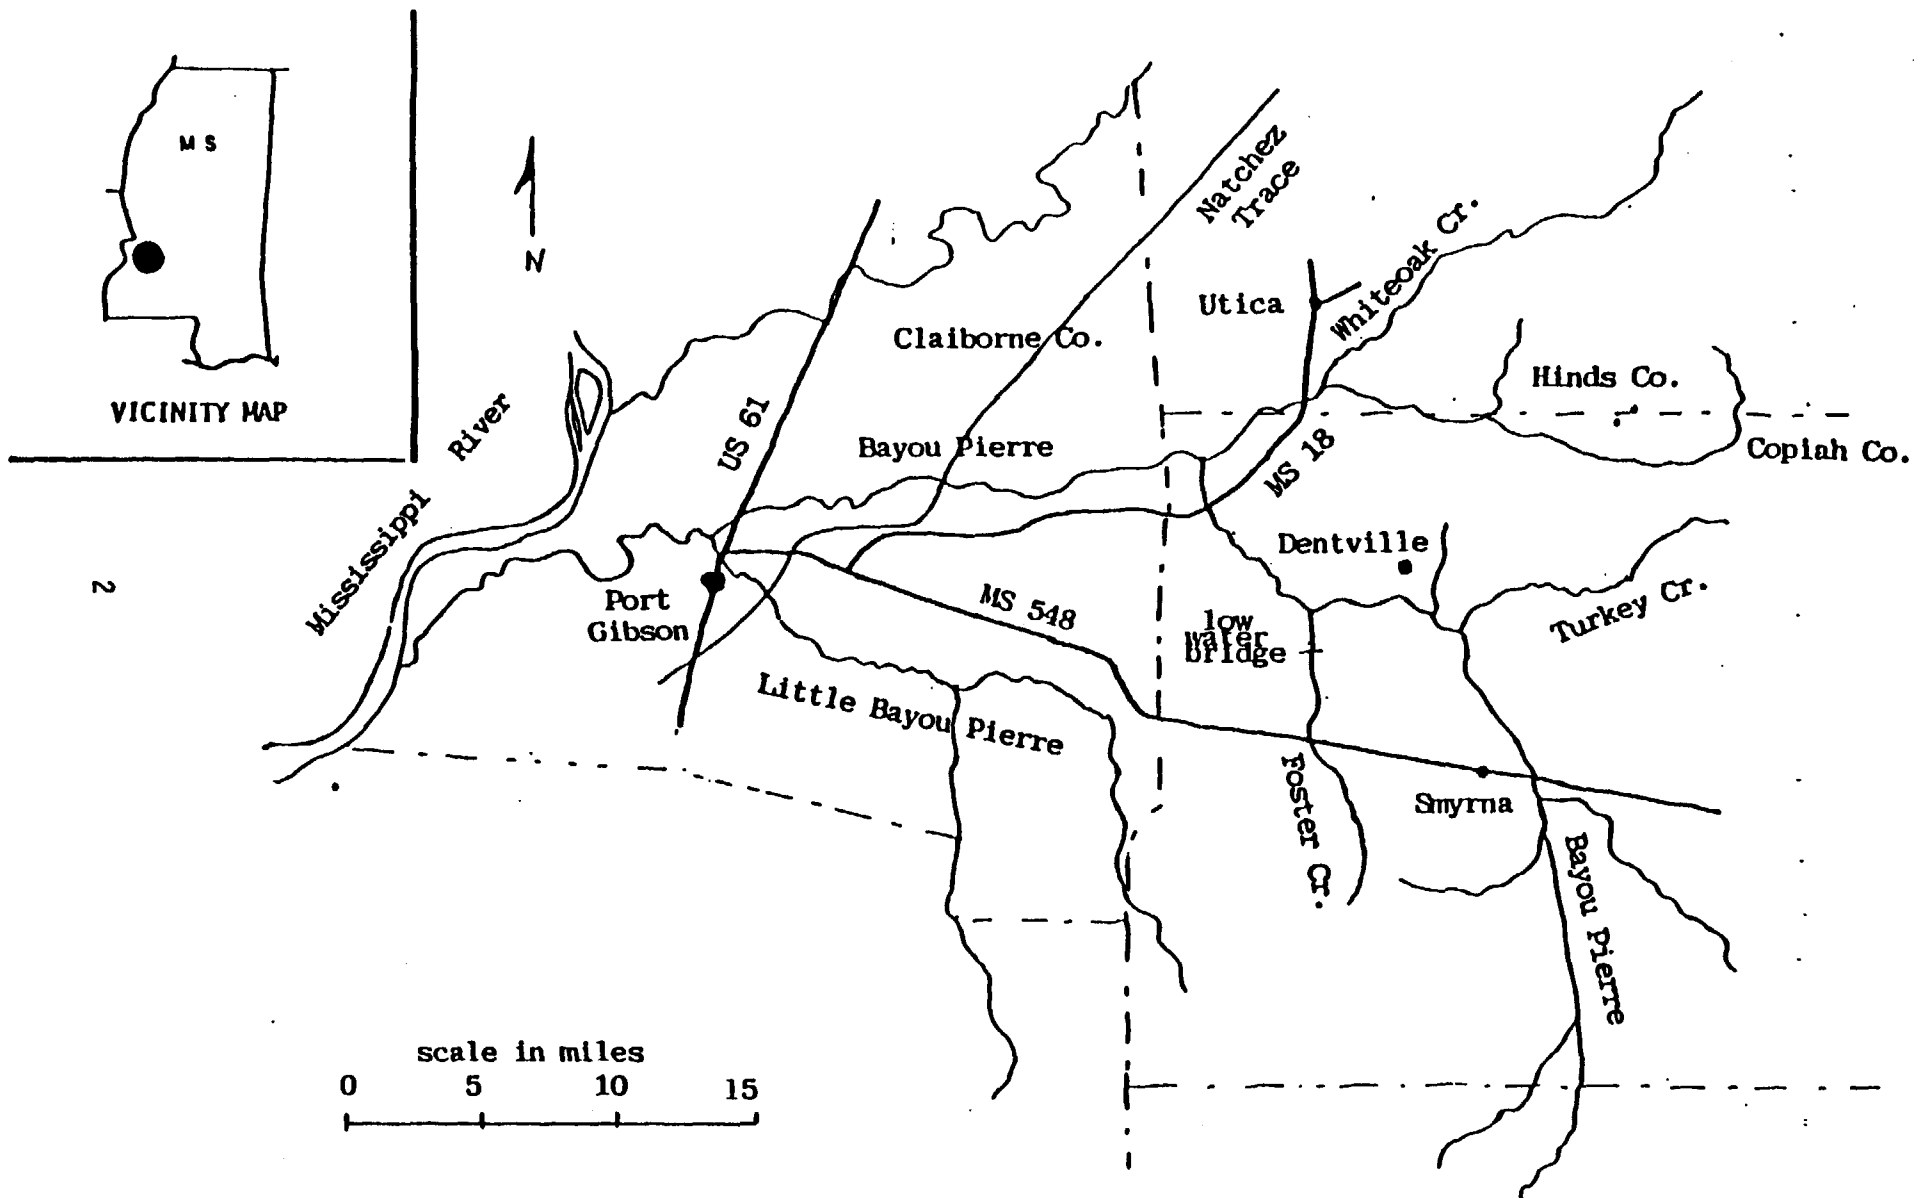 M S
VICINITY MAP
N
Natchez
Trace
Whiteoak Cr.
Utica
Claiborne Co.
Hinds Co.
Mississippi River
US 61
Bayou Pierre
MS 18
Copiah Co.
Dentville
2
Port
Gibson
MS 548
low
water
bridge
Turkey Cr.
Little Bayou Pierre
Foster Cr.
Smyrna
Bayou Pierre
scale in miles
0 5 10 15